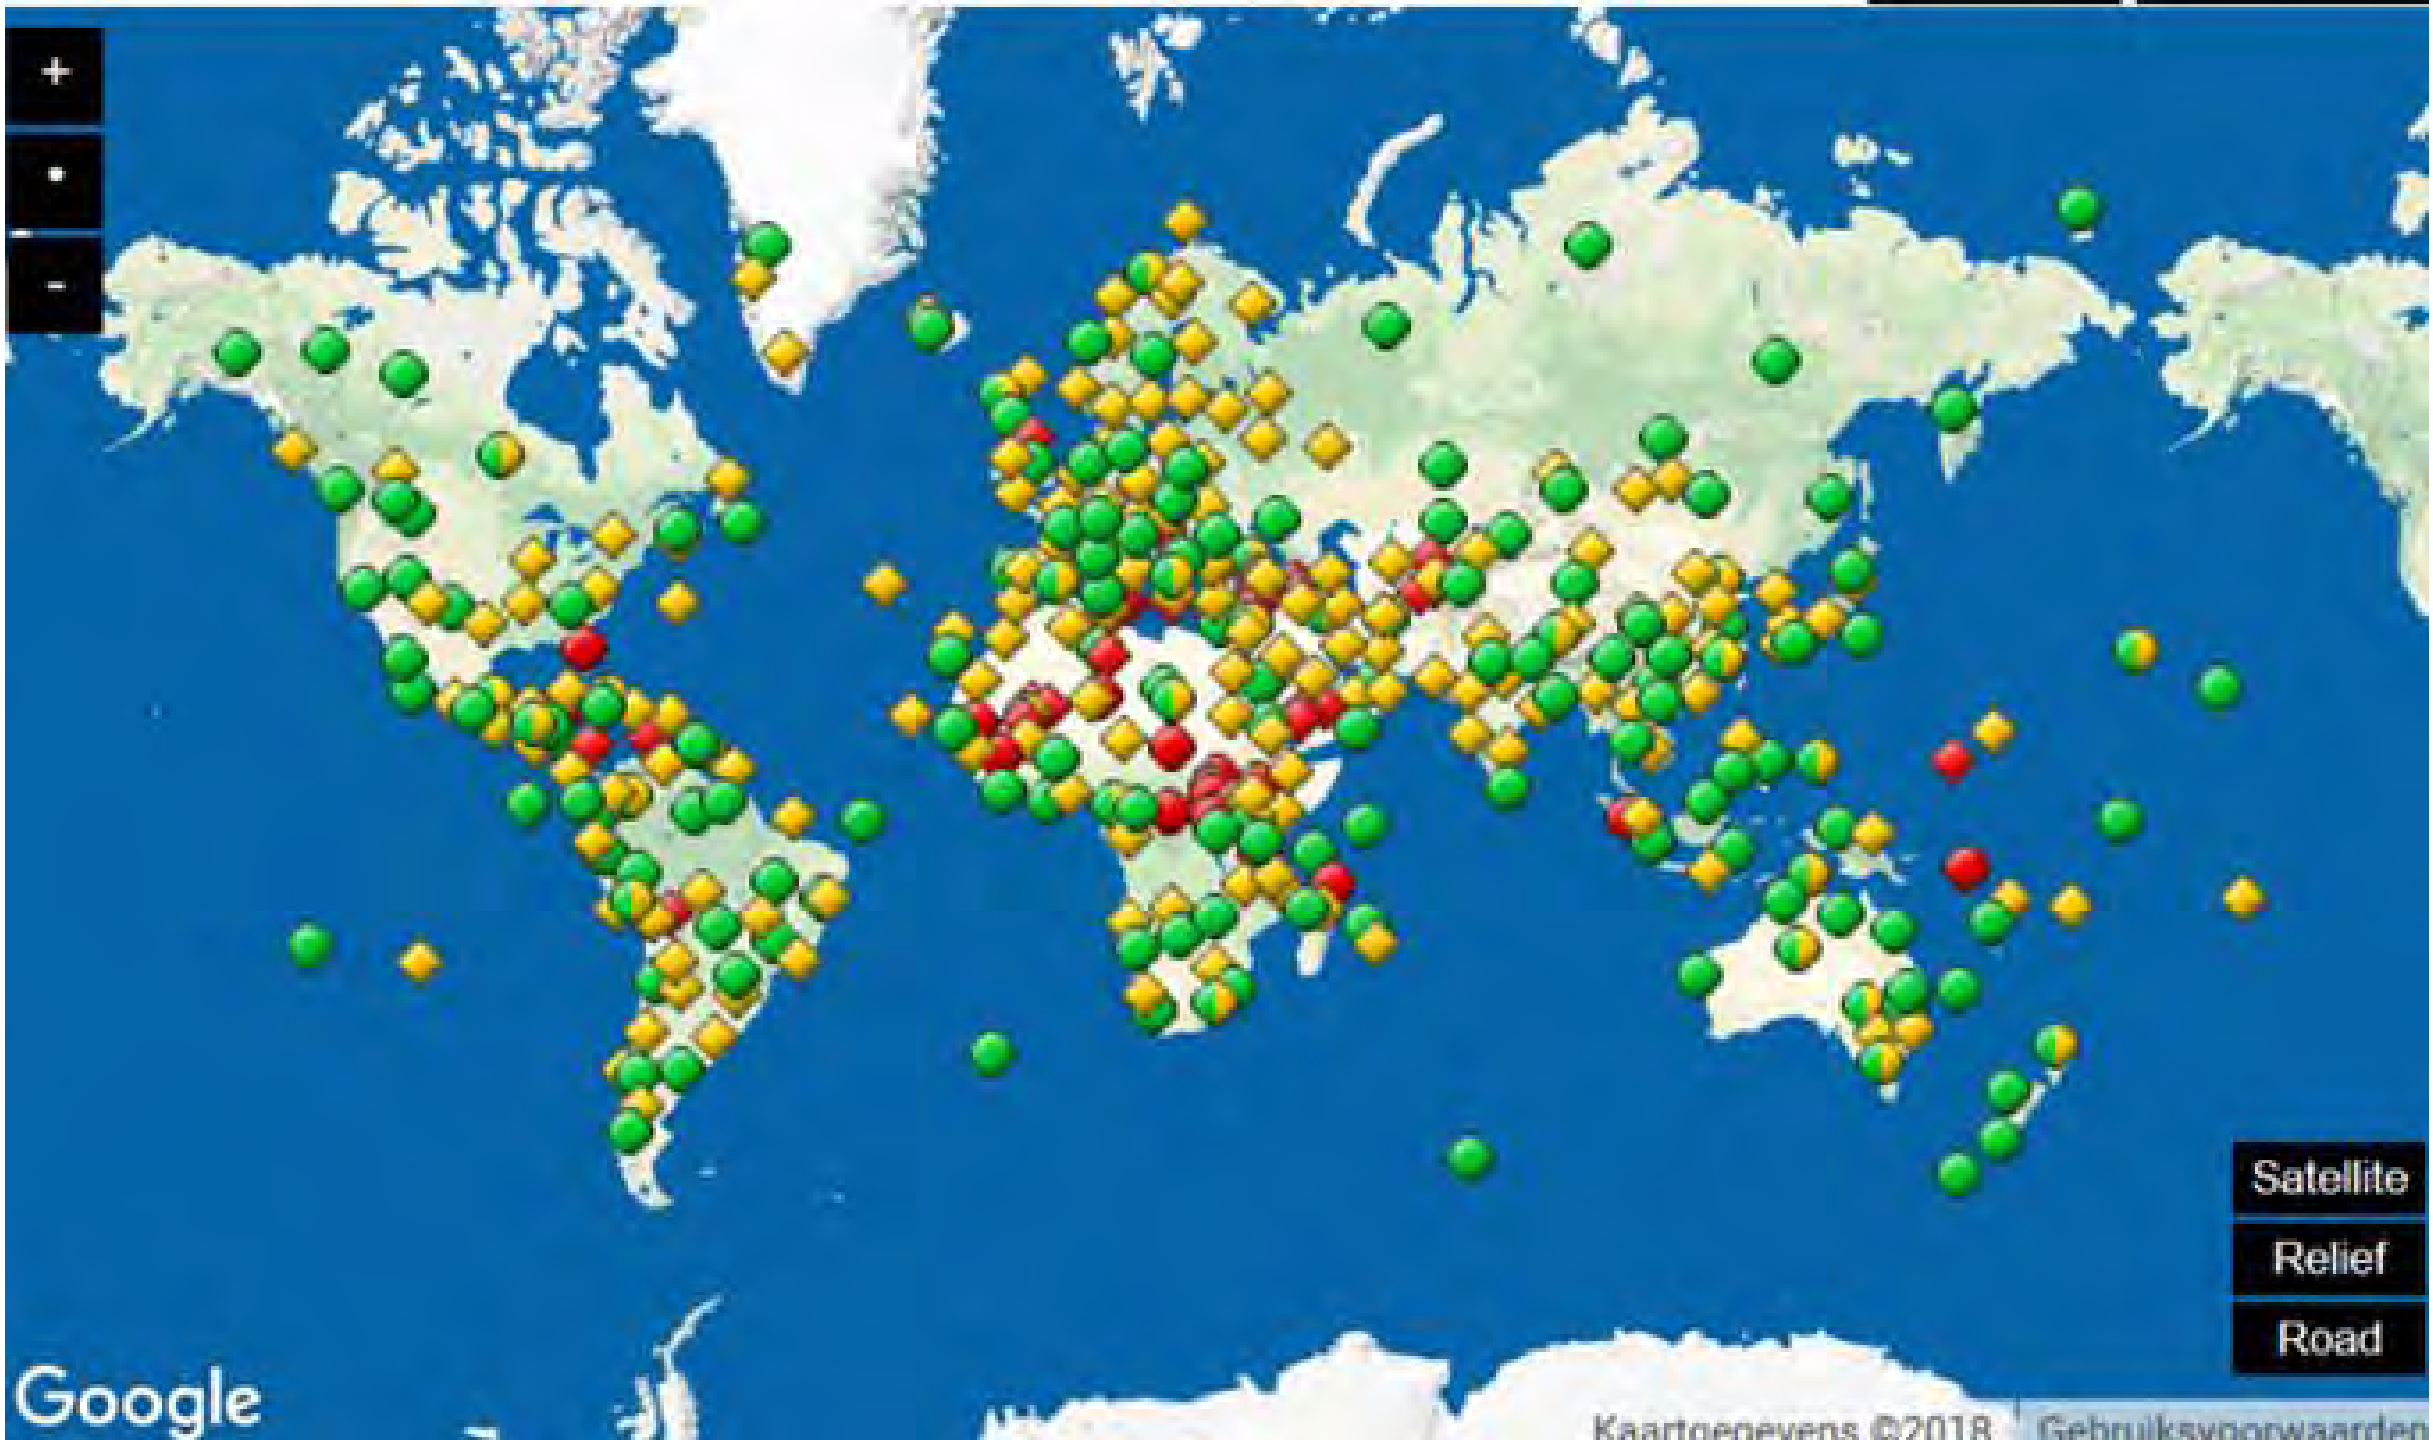 +
-
Satellite
Relief
Road
Google
Kaartgegevens ©2018
Gebruiksvoorwaarden